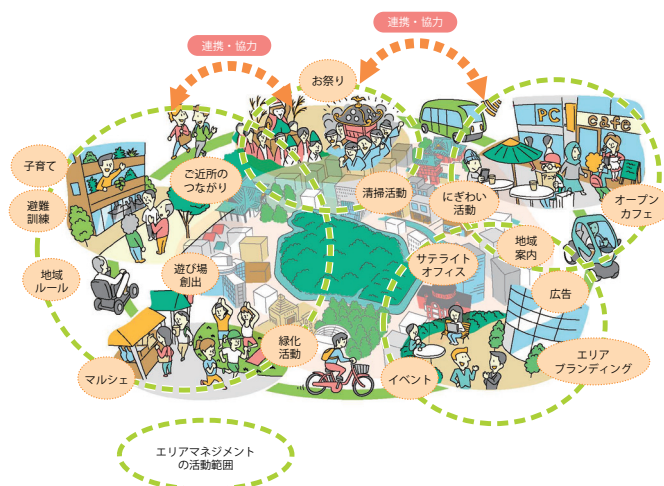 連携・協力
連携・協力
お祭り
PC
cafe
子育て
ご近所の
つながり
清掃活動
にぎわい
活動
オープン
カフェ
避難
訓練
地域
ルール
遊び場
創出
サテライト
オフィス
地域
案内
広告
マルシェ
緑化
活動
イベント
エリア
ブランディング
エリアマネジメント
の活動範囲